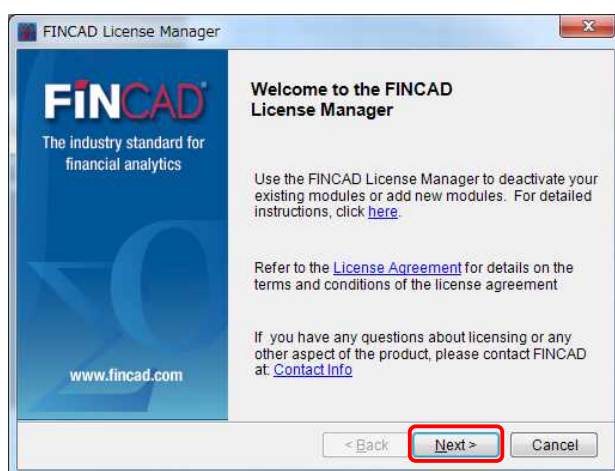 FINCAD License Manager
FINCAD
The industry standard for
financial analytics
www.fincad.com
Welcome to the FINCAD
License Manager
Use the FINCAD License Manager to deactivate your
existing modules or add new modules. For detailed
instructions, click here.
Refer to the License Agreement for details on the
terms and conditions of the license agreement
If you have any questions about licensing or any
other aspect of the product, please contact FINCAD
at: Contact Info
< Back Next > Cancel